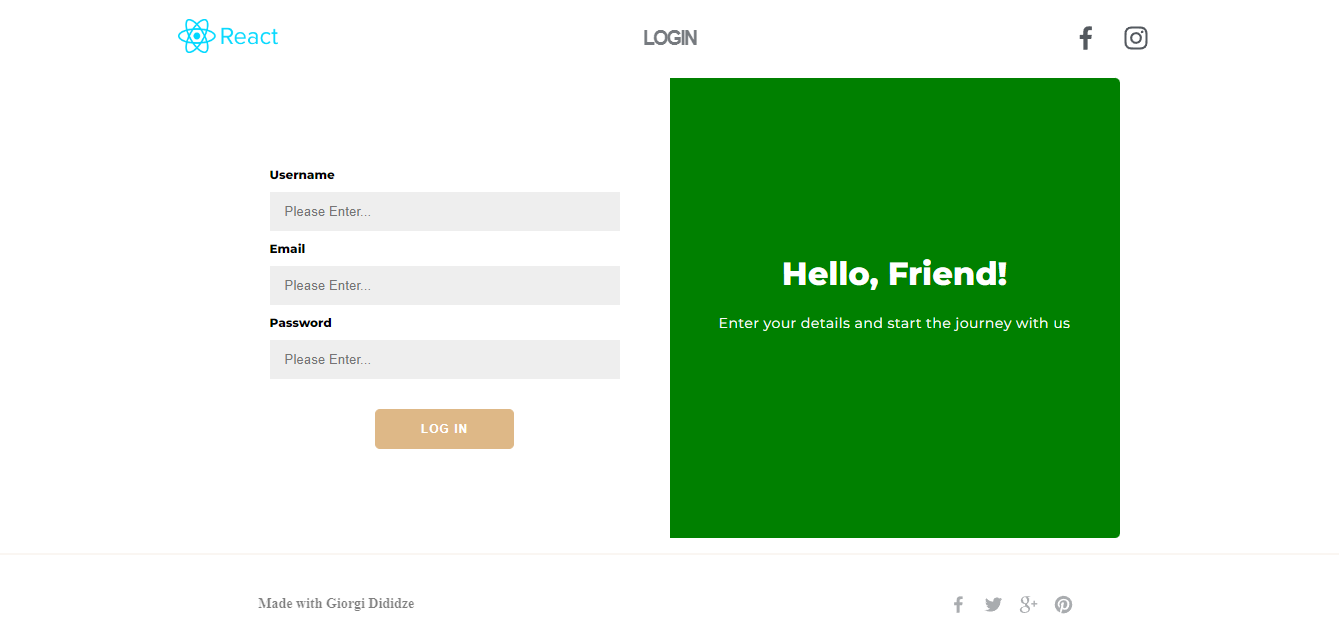 React
LOGIN
Username
Please Enter...
Email
Please Enter...
Password
Please Enter...
LOG IN
Hello, Friend!
Enter your details and start the journey with us
Made with Giorgi Dididze